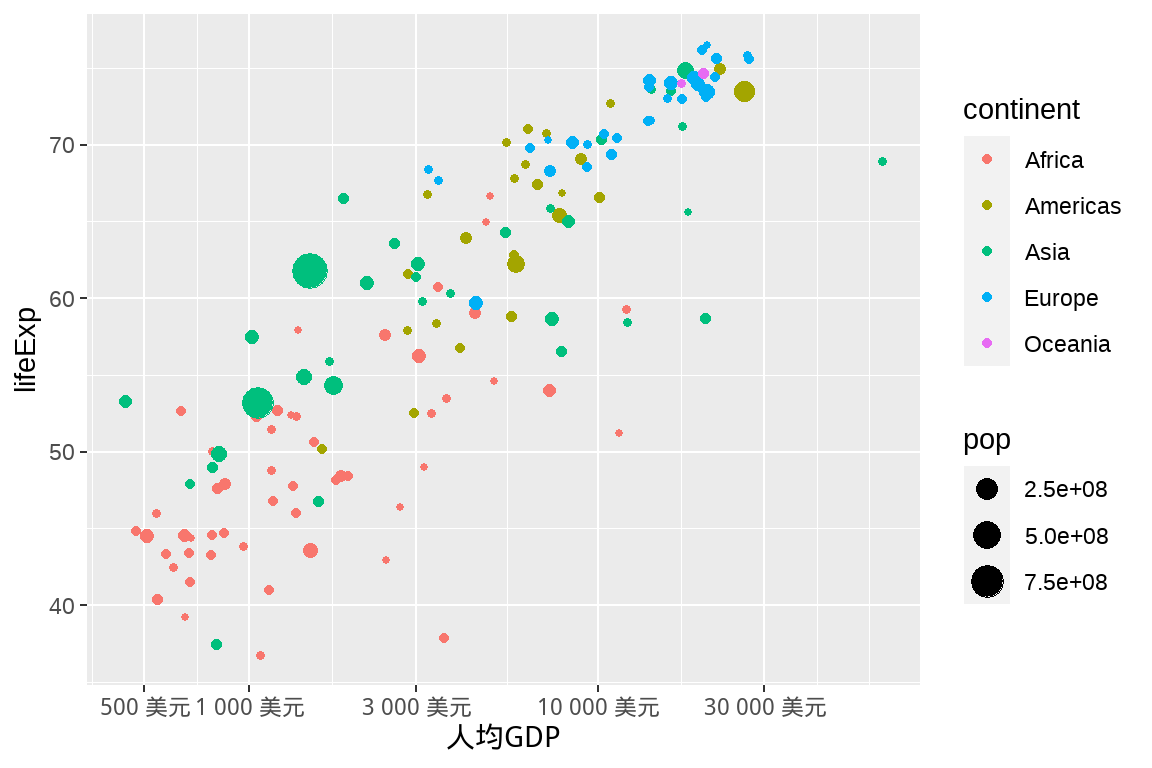 lifeExp
70
60
50
40
500 美元 1 000 美元 3 000 美元 10 000 美元 30 000 美元
人均GDP
continent
Africa
Americas
Asia
Europe
Oceania
pop
2.5e+08
5.0e+08
7.5e+08